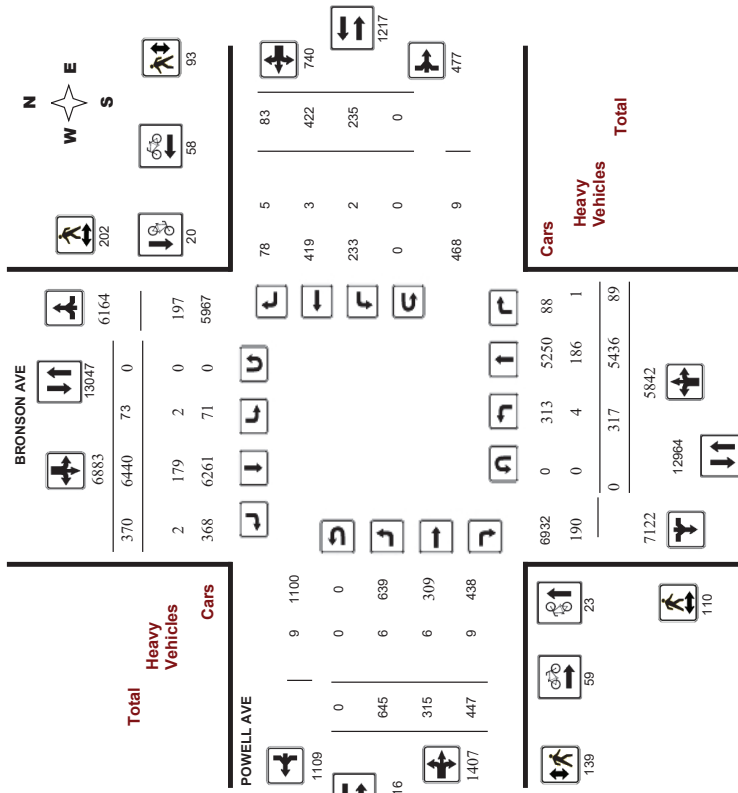 N
W E
S
93
58
202
20
BRONSON AVE
6883
13047
6164
370 6440 73 0
2 179 2 0 197
368 6261 71 0 5967
Total
Heavy
Vehicles
Cars
740
1217
477
78 5 83
419 3 422
233 2 235
0 0 0
468 9
POWELL AVE
1109
16
1407
9 1100
0 0 0
645 6 639
315 6 309
447 9 438
Cars
Heavy
Vehicles
Total
6932 0 313 5250 88
190 0 4 186 1
0 317 5436 89
7122
12964
5842
139
59
23
110